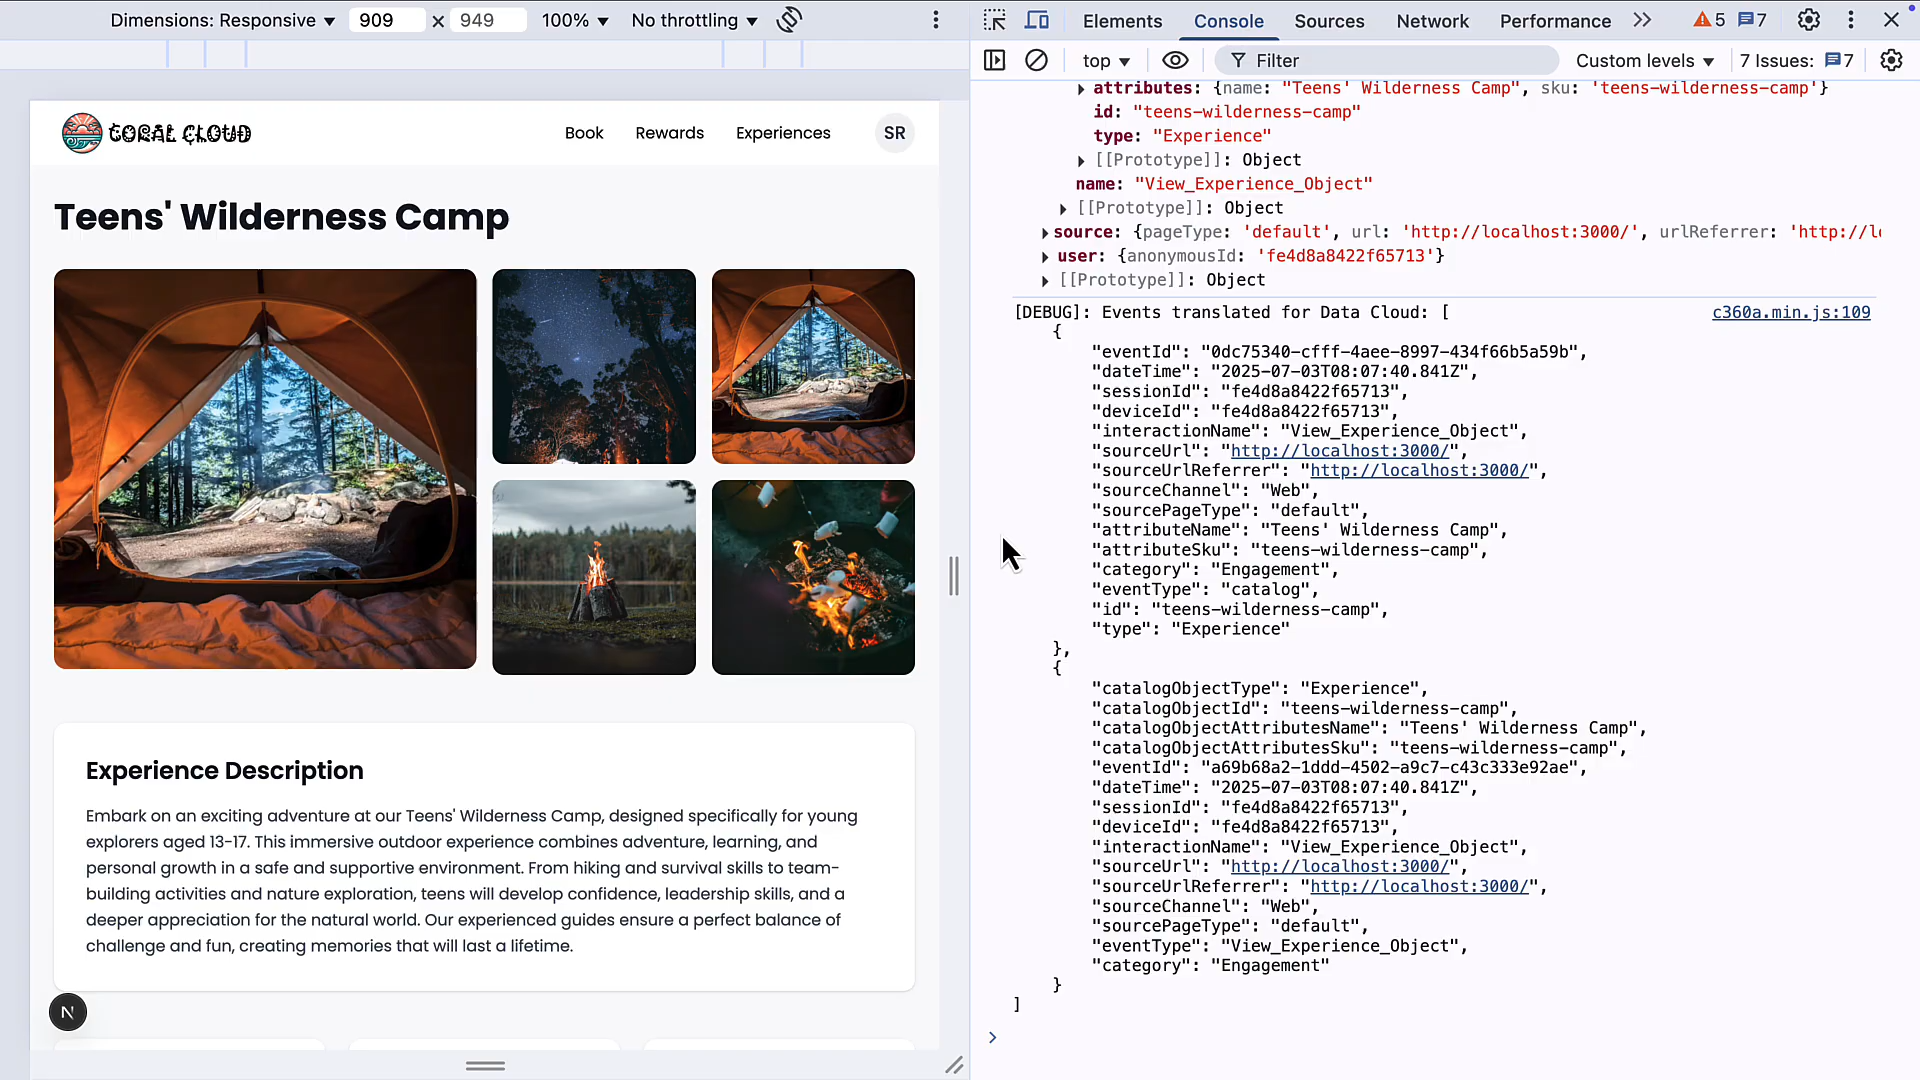 Dimensions: Responsive ▼ 909 × 949 100% ▼ No throttling ▼
Elements Console Sources Network Performance » 5 7
top ▼ Filter Custom levels ▼ 7 Issues: 7
CORAL CLOUD
Book Rewards Experiences SR
Teens' Wilderness Camp
Experience Description
Embark on an exciting adventure at our Teens' Wilderness Camp, designed specifically for young
explorers aged 13-17. This immersive outdoor experience combines adventure, learning, and
personal growth in a safe and supportive environment. From hiking and survival skills to team-
building activities and nature exploration, teens will develop confidence, leadership skills, and a
deeper appreciation for the natural world. Our experienced guides ensure a perfect balance of
challenge and fun, creating memories that will last a lifetime.
N
▶ attributes: {name: "Teens' Wilderness Camp", sku: 'teens-wilderness-camp'}
id: "teens-wilderness-camp"
type: "Experience"
▶ [[Prototype]]: Object
name: "View_Experience_Object"
▶ [[Prototype]]: Object
▶ source: {pageType: 'default', url: 'http://localhost:3000/', urlReferrer: 'http://lo
▶ user: {anonymousId: 'fe4d8a8422f65713'}
▶ [[Prototype]]: Object
[DEBUG]: Events translated for Data Cloud: [ c360a.min.js:109
{
"eventId": "0dc75340-cfff-4aee-8997-434f66b5a59b",
"dateTime": "2025-07-03T08:07:40.841Z",
"sessionId": "fe4d8a8422f65713",
"deviceId": "fe4d8a8422f65713",
"interactionName": "View_Experience_Object",
"sourceUrl": "http://localhost:3000/",
"sourceUrlReferrer": "http://localhost:3000/",
"sourceChannel": "Web",
"sourcePageType": "default",
"attributeName": "Teens' Wilderness Camp",
"attributeSku": "teens-wilderness-camp",
"category": "Engagement",
"eventType": "catalog",
"id": "teens-wilderness-camp",
"type": "Experience"
},
{
"catalogObjectType": "Experience",
"catalogObjectId": "teens-wilderness-camp",
"catalogObjectAttributesName": "Teens' Wilderness Camp",
"catalogObjectAttributesSku": "teens-wilderness-camp",
"eventId": "a69b68a2-1ddd-4502-a9c7-c43c333e92ae",
"dateTime": "2025-07-03T08:07:40.841Z",
"sessionId": "fe4d8a8422f65713",
"deviceId": "fe4d8a8422f65713",
"interactionName": "View_Experience_Object",
"sourceUrl": "http://localhost:3000/",
"sourceUrlReferrer": "http://localhost:3000/",
"sourceChannel": "Web",
"sourcePageType": "default",
"eventType": "View_Experience_Object",
"category": "Engagement"
}
]
>